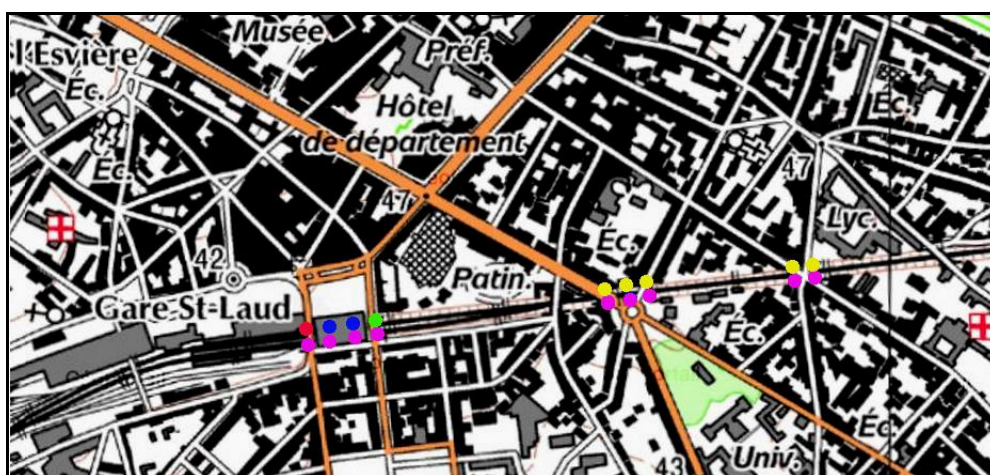 Musée
l'Esvière
Préf.
Éc.
Éc.
Hôtel
de département
Éc.
47
47
Lyc.
Éc.
42
Patin.
Gare St-Laud
Éc.
Éc.
Univ.
43